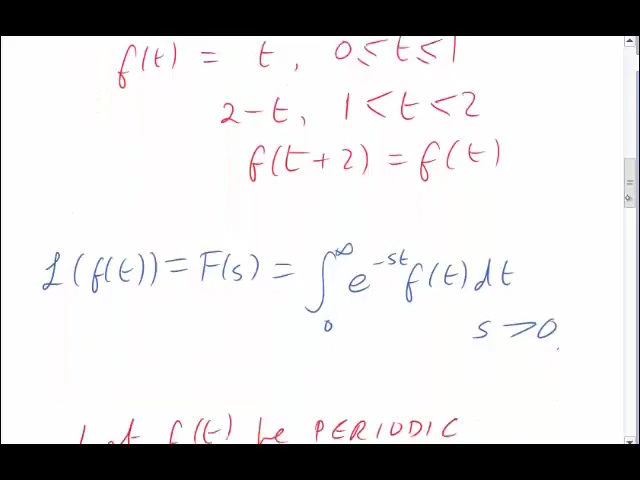 f(t) = t, 0≤t≤1
2-t, 1<t<2
f(t+2) = f(t)
L(f(t)) = F(s) = ∫₀^∞ e^{-st} f(t) dt
s>0.
Let f(t) be PERIODIC